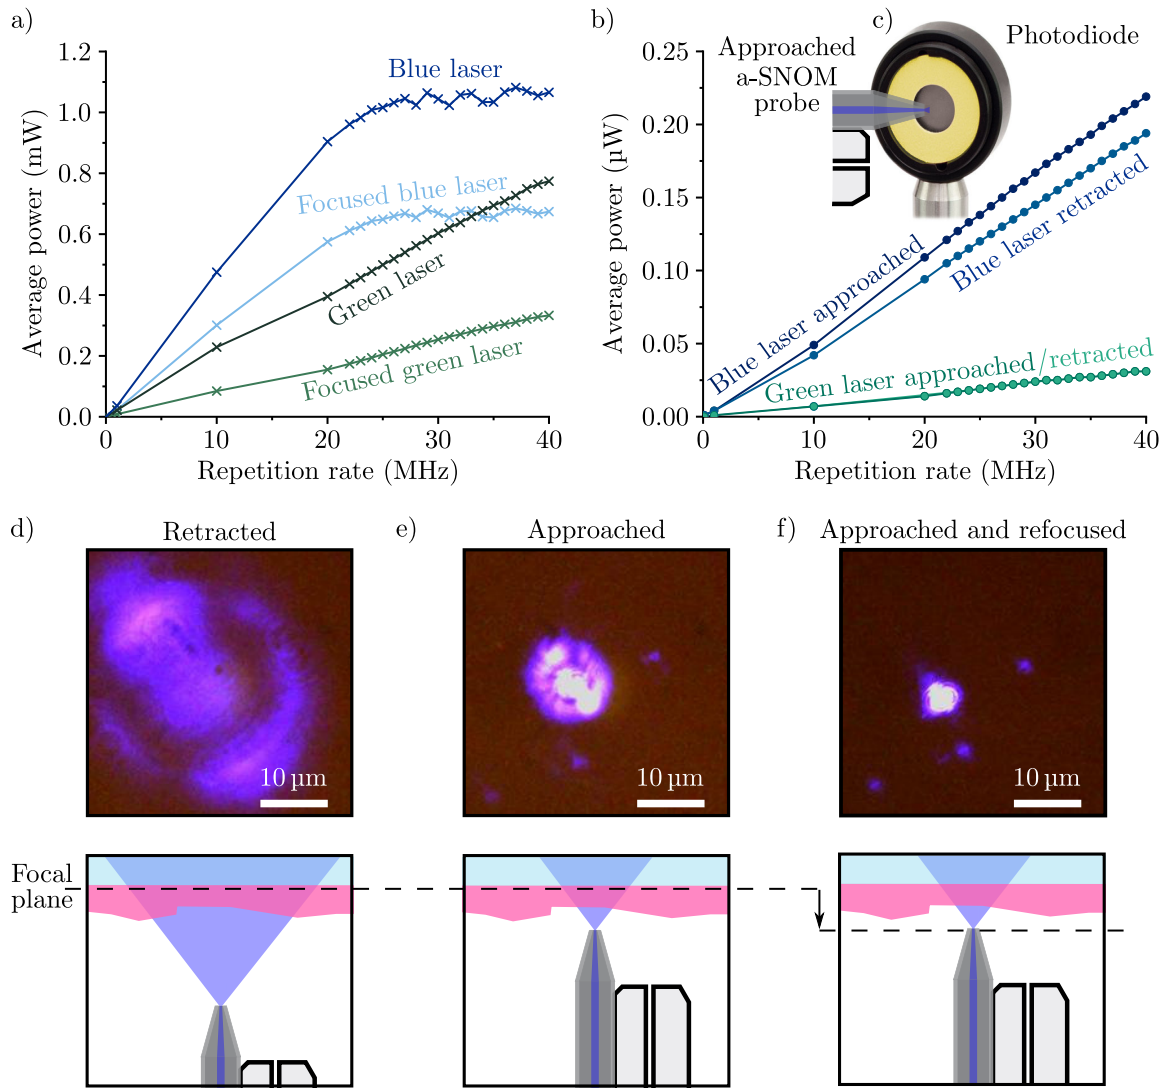 a)
1.2
1.0
0.8
0.6
0.4
0.2
0.0
Average power (mW)
Blue laser
Focused blue laser
Green laser
Focused green laser
0
10
20
30
40
Repetition rate (MHz)
b)
0.25
0.20
0.15
0.10
0.05
0.00
Average power (µW)
Approached
a-SNOM
probe
c)
Photodiode
Blue laser approached
Blue laser retracted
Green laser approached/retracted
0
10
20
30
40
Repetition rate (MHz)
d)
Retracted
10 µm
e)
Approached
10 µm
f)
Approached and refocused
10 µm
Focal
plane